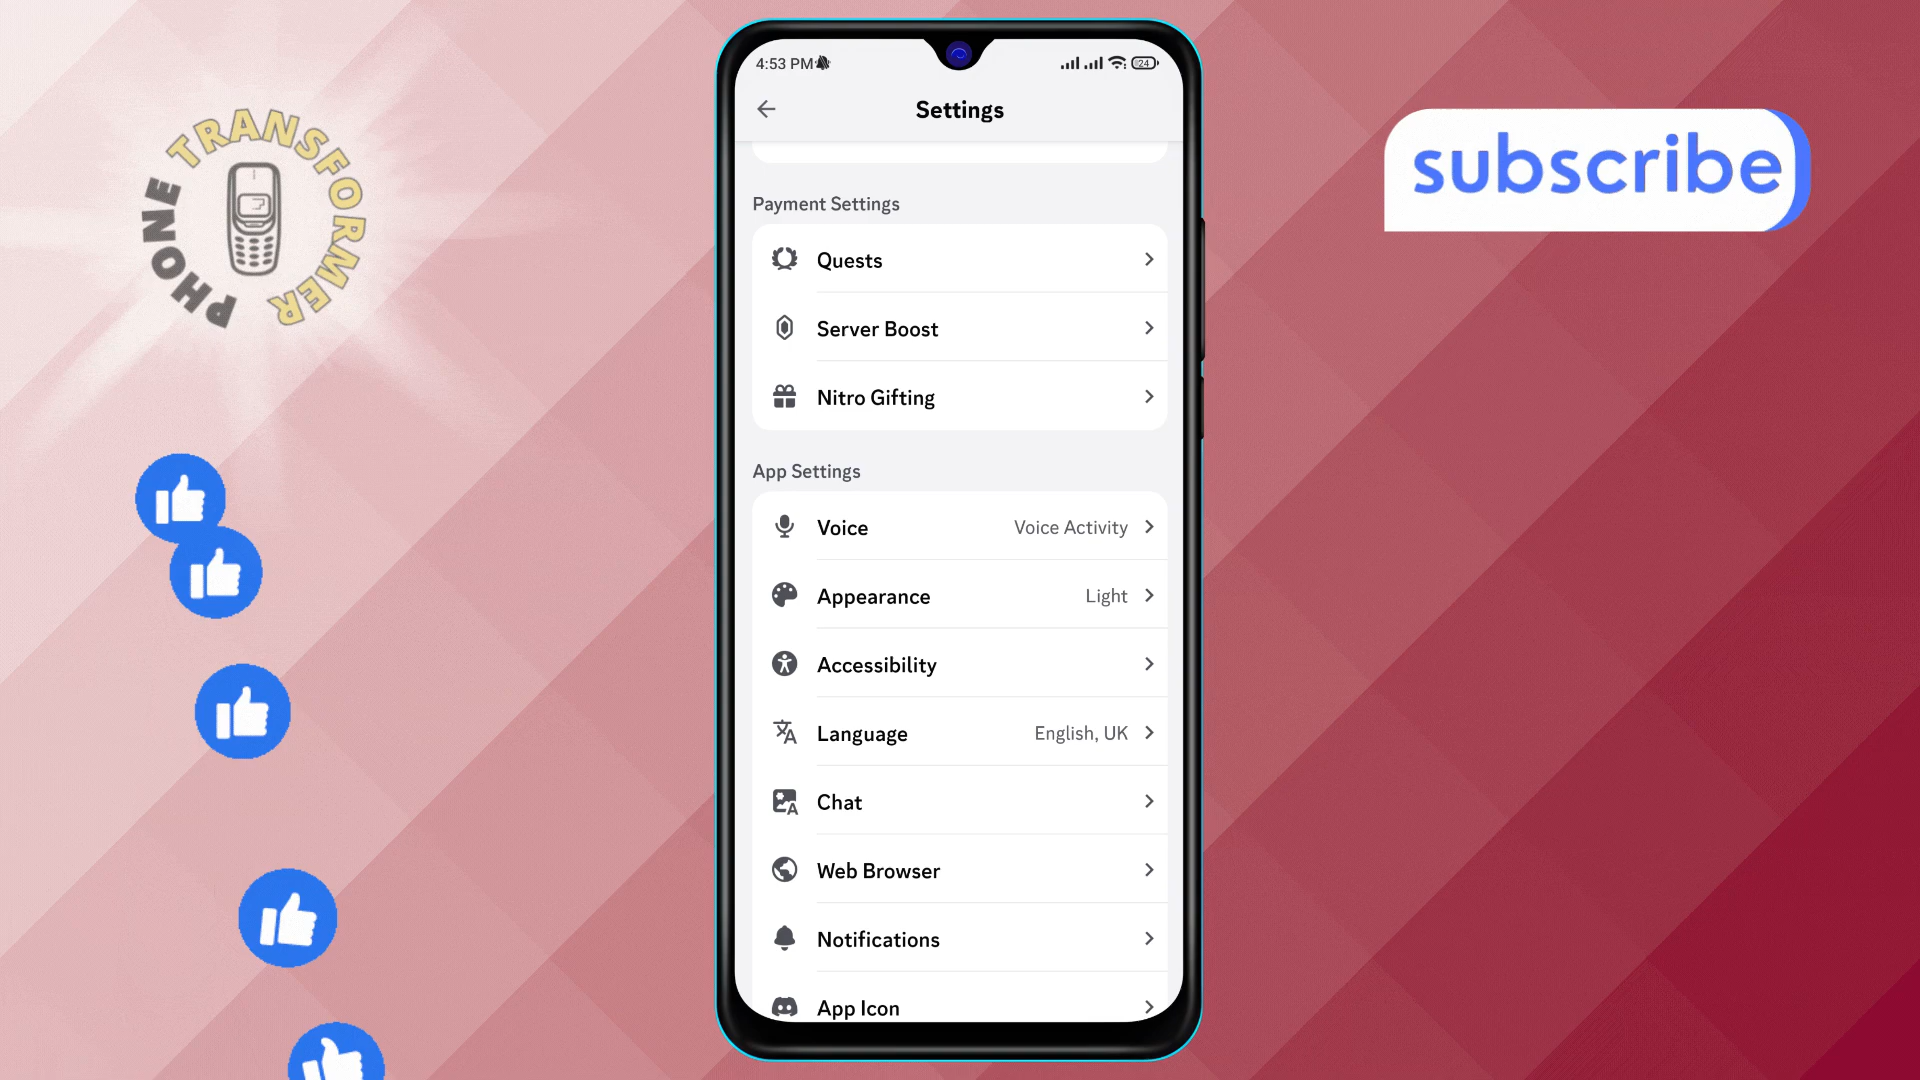 PHONE TRANSFORMER
subscribe
4:53 PM
24
Settings
Payment Settings
Quests
Server Boost
Nitro Gifting
App Settings
Voice Voice Activity
Appearance Light
Accessibility
Language English, UK
Chat
Web Browser
Notifications
App Icon